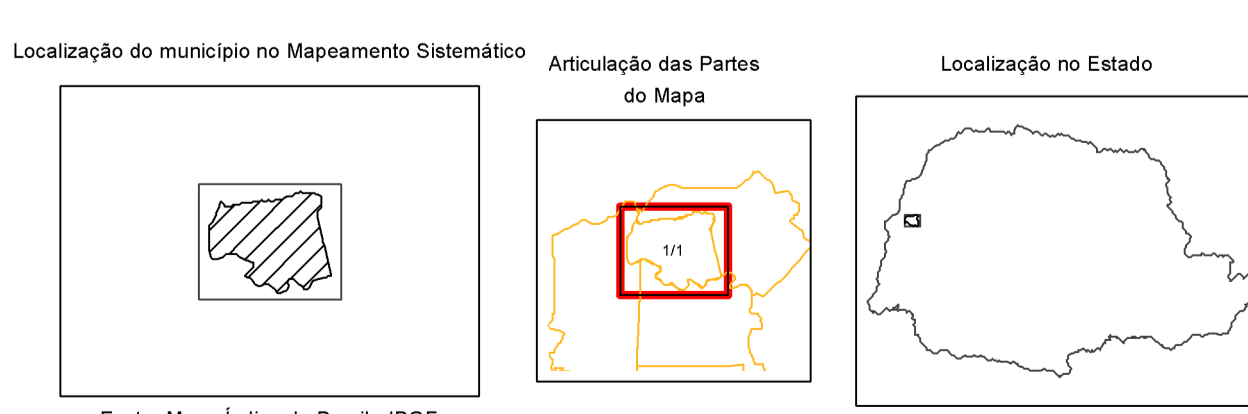 Localização do município no Mapeamento Sistemático
Articulação das Partes
do Mapa
Localização no Estado
1/1